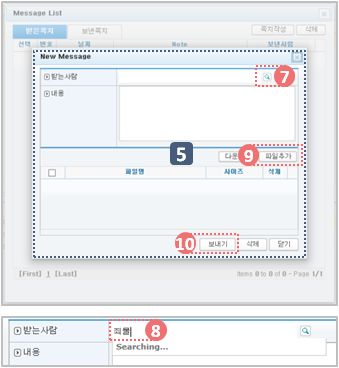 Message List
받은쪽지 보낸쪽지 쪽지작성 삭제
선택 번호 날짜 Note 보낸사람
New Message
받는사람 7
내용
5
다운 9 파일추가
파일명 사이즈 삭제
10 보내기 삭제 닫기
[First] 1 [Last] Items 0 to 0 of 0 - Page 1/1
받는사람 8
내용 Searching...